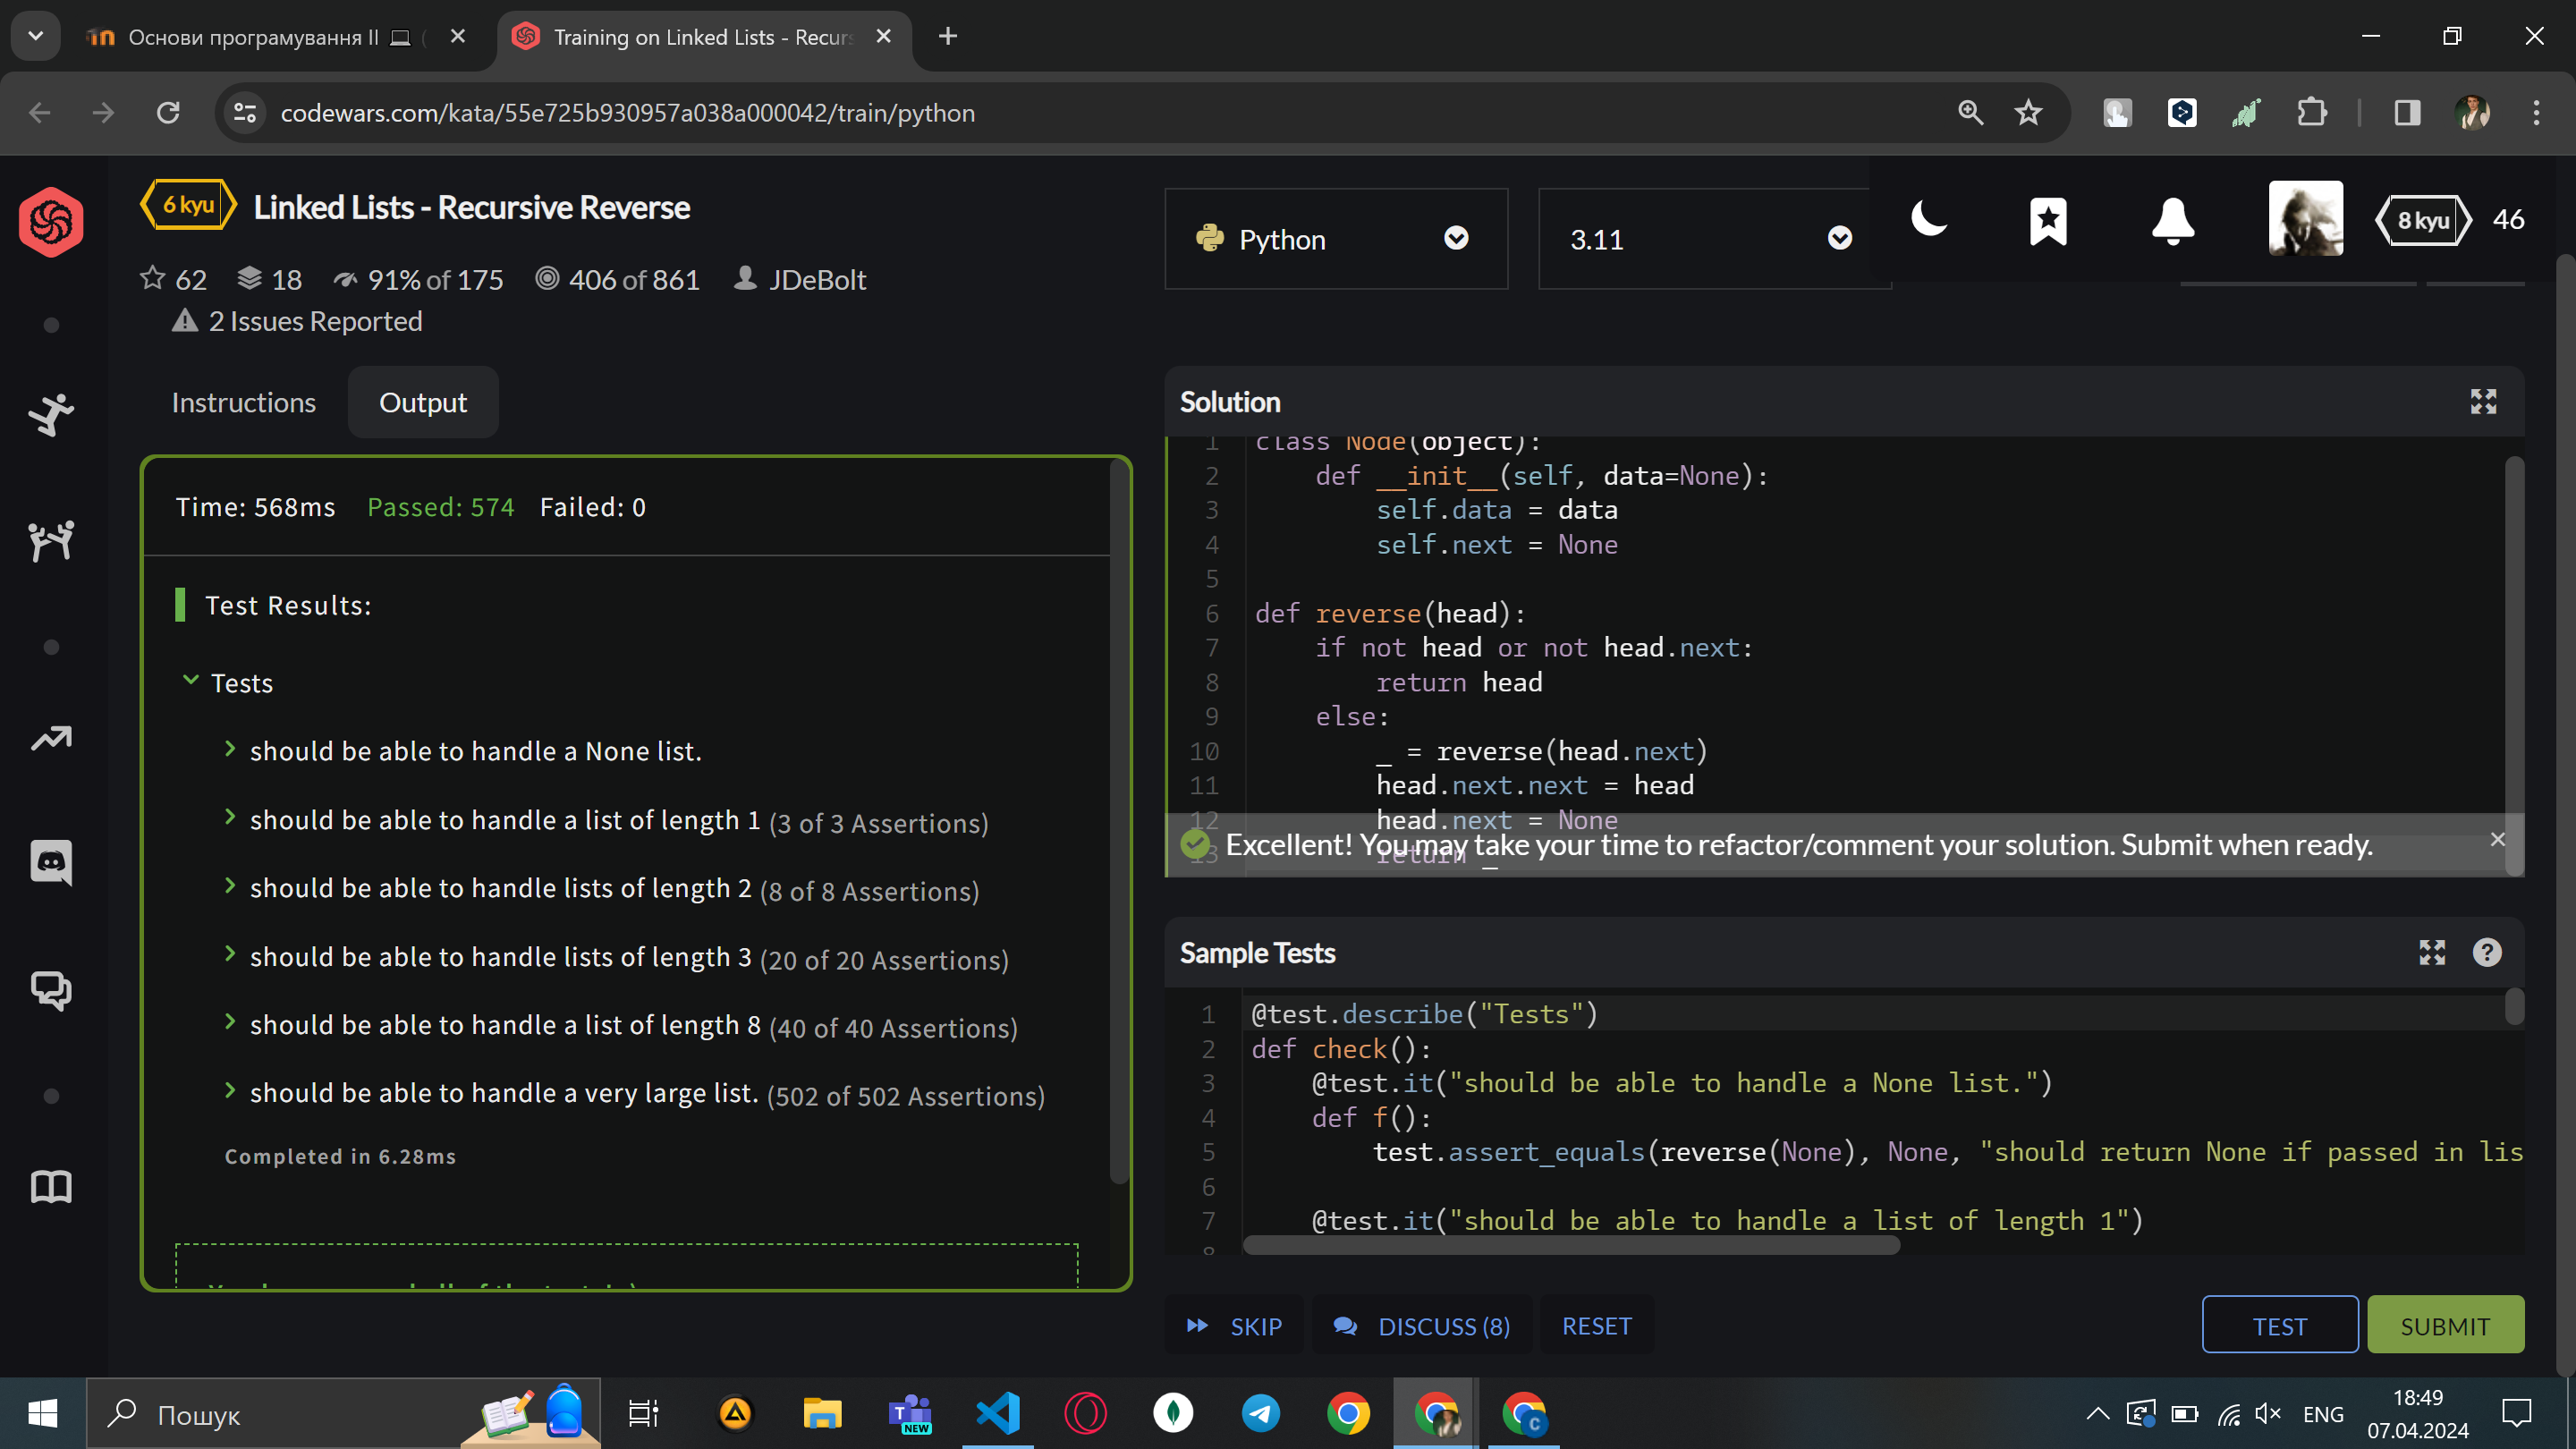 Основи програмування II 💻 (
Training on Linked Lists - Recurs
codewars.com/kata/55e725b930957a038a000042/train/python
6 kyu
Linked Lists - Recursive Reverse
62
18
91% of 175
406 of 861
JDeBolt
2 Issues Reported
Python
3.11
8 kyu
46
Instructions
Output
Time: 568ms
Passed: 574
Failed: 0
Test Results:
Tests
should be able to handle a None list.
should be able to handle a list of length 1 (3 of 3 Assertions)
should be able to handle lists of length 2 (8 of 8 Assertions)
should be able to handle lists of length 3 (20 of 20 Assertions)
should be able to handle a list of length 8 (40 of 40 Assertions)
should be able to handle a very large list. (502 of 502 Assertions)
Completed in 6.28ms
Solution
1 class Node(object):
2     def __init__(self, data=None):
3         self.data = data
4         self.next = None
5
6 def reverse(head):
7     if not head or not head.next:
8         return head
9     else:
10         _ = reverse(head.next)
11         head.next.next = head
12         head.next = None
13         return _
Excellent! You may take your time to refactor/comment your solution. Submit when ready.
Sample Tests
1 @test.describe("Tests")
2 def check():
3     @test.it("should be able to handle a None list.")
4     def f():
5         test.assert_equals(reverse(None), None, "should return None if passed in lis
6
7     @test.it("should be able to handle a list of length 1")
8
SKIP
DISCUSS (8)
RESET
TEST
SUBMIT
Пошук
NEW
ENG
18:49
07.04.2024